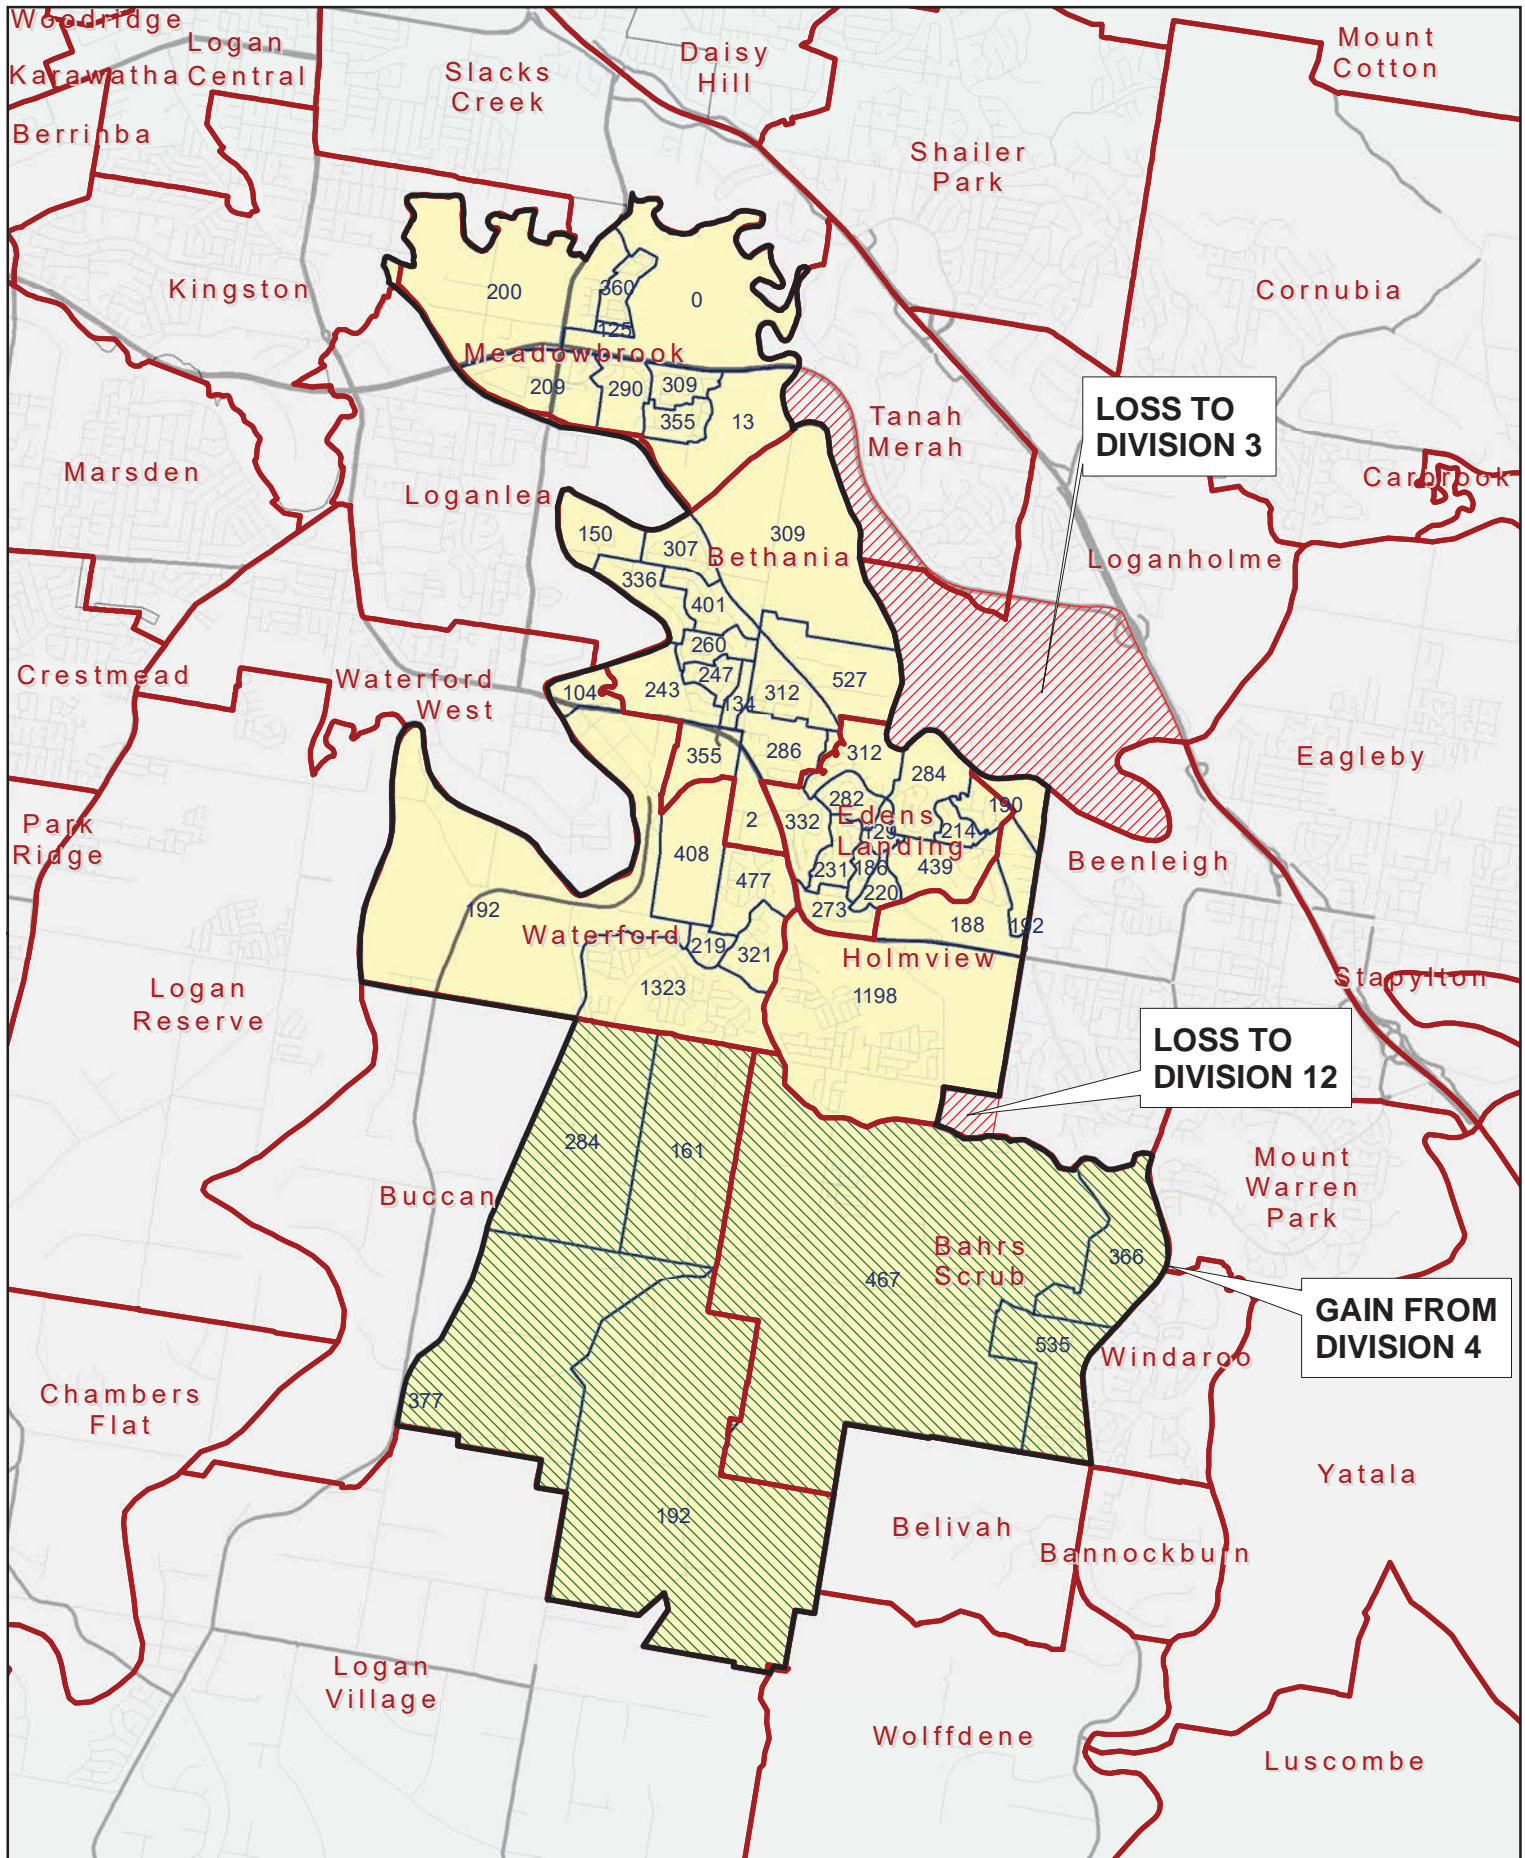 Woodridge
Logan
Central
Karawatha
Berrinba
Slacks
Creek
Daisy
Hill
Mount
Cotton
Shailer
Park
Kingston
Cornubia
200
360
0
125
Meadowbrook
209
290
309
355
13
Tanah
Merah
LOSS TO
DIVISION 3
Marsden
Loganlea
Carbrook
150
307
309
Bethania
336
401
Loganholme
260
247
243
104
134
312
527
Crestmead
Waterford
West
355
286
312
284
Eagleby
190
282
Edens
Landing
332
129
214
2
Park
Ridge
408
477
231
186
439
220
273
Beenleigh
192
188
192
Waterford
219
321
Holmview
1323
1198
Stapylton
Logan
Reserve
LOSS TO
DIVISION 12
284
161
Buccan
Mount
Warren
Park
Bahrs
Scrub
467
366
535
GAIN FROM
DIVISION 4
Windaroo
Chambers
Flat
377
Yatala
192
Belivah
Bannockburn
Logan
Village
Wolffdene
Luscombe